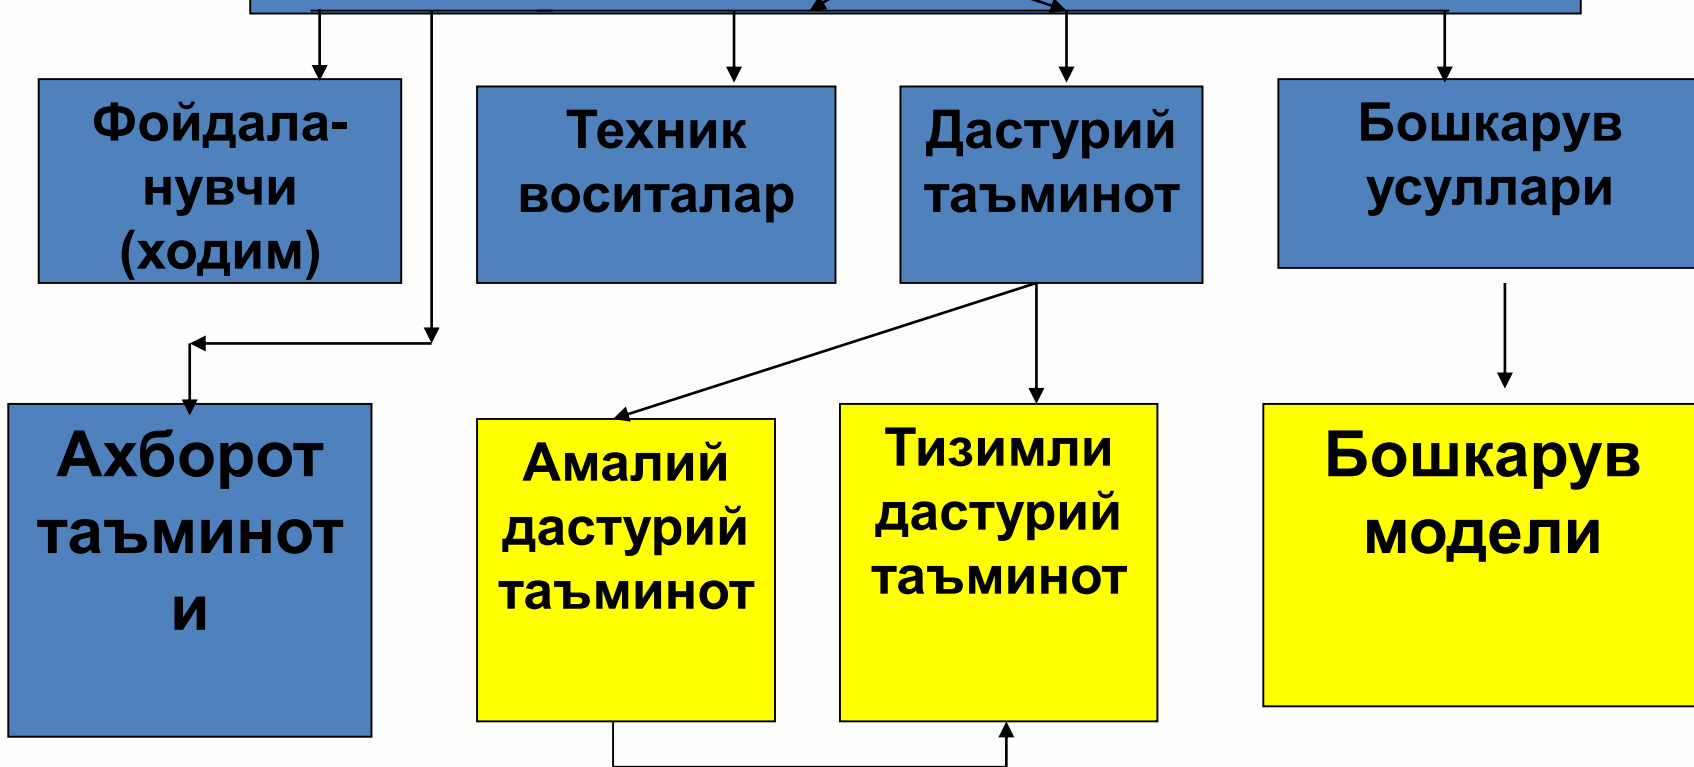 Фойдала-
нувчи
(ходим)
Техник
воситалар
Дастурий
таъминот
Бошкарув
усуллари
Ахборот
таъминот
и
Амалий
дастурий
таъминот
Тизимли
дастурий
таъминот
Бошкарув
модели